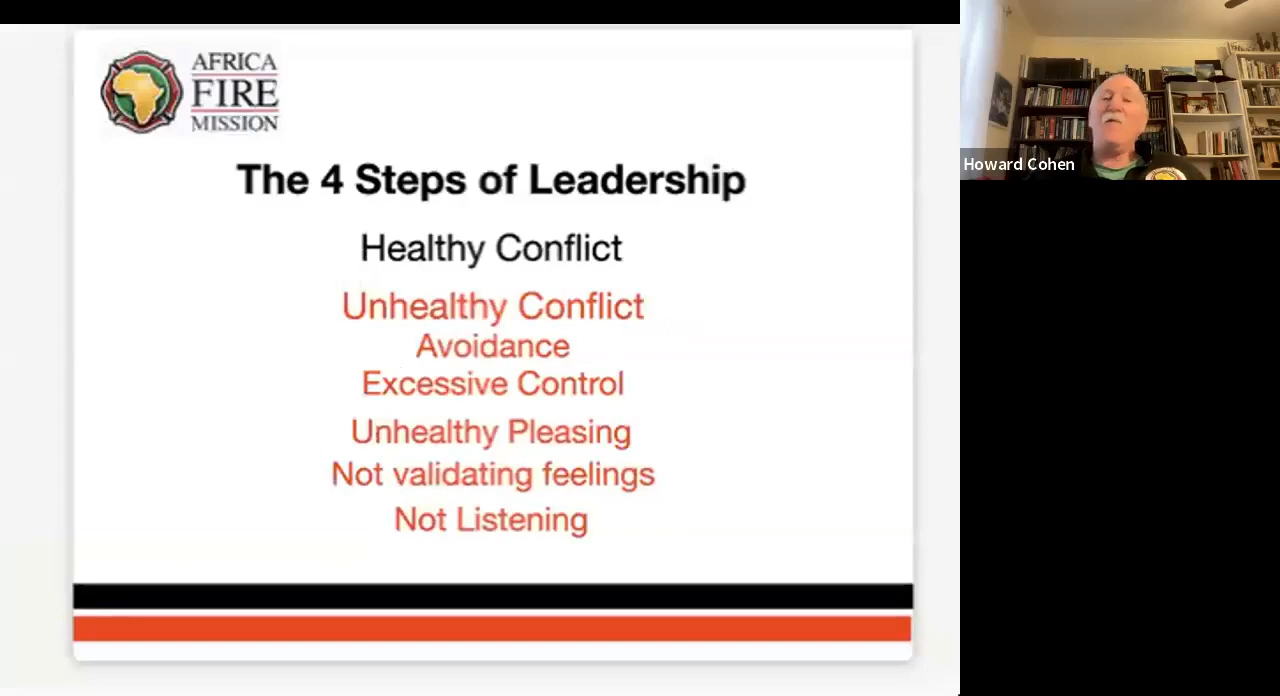 AFRICA
FIRE
MISSION
The 4 Steps of Leadership
Healthy Conflict
Unhealthy Conflict
Avoidance
Excessive Control
Unhealthy Pleasing
Not validating feelings
Not Listening
Howard Cohen